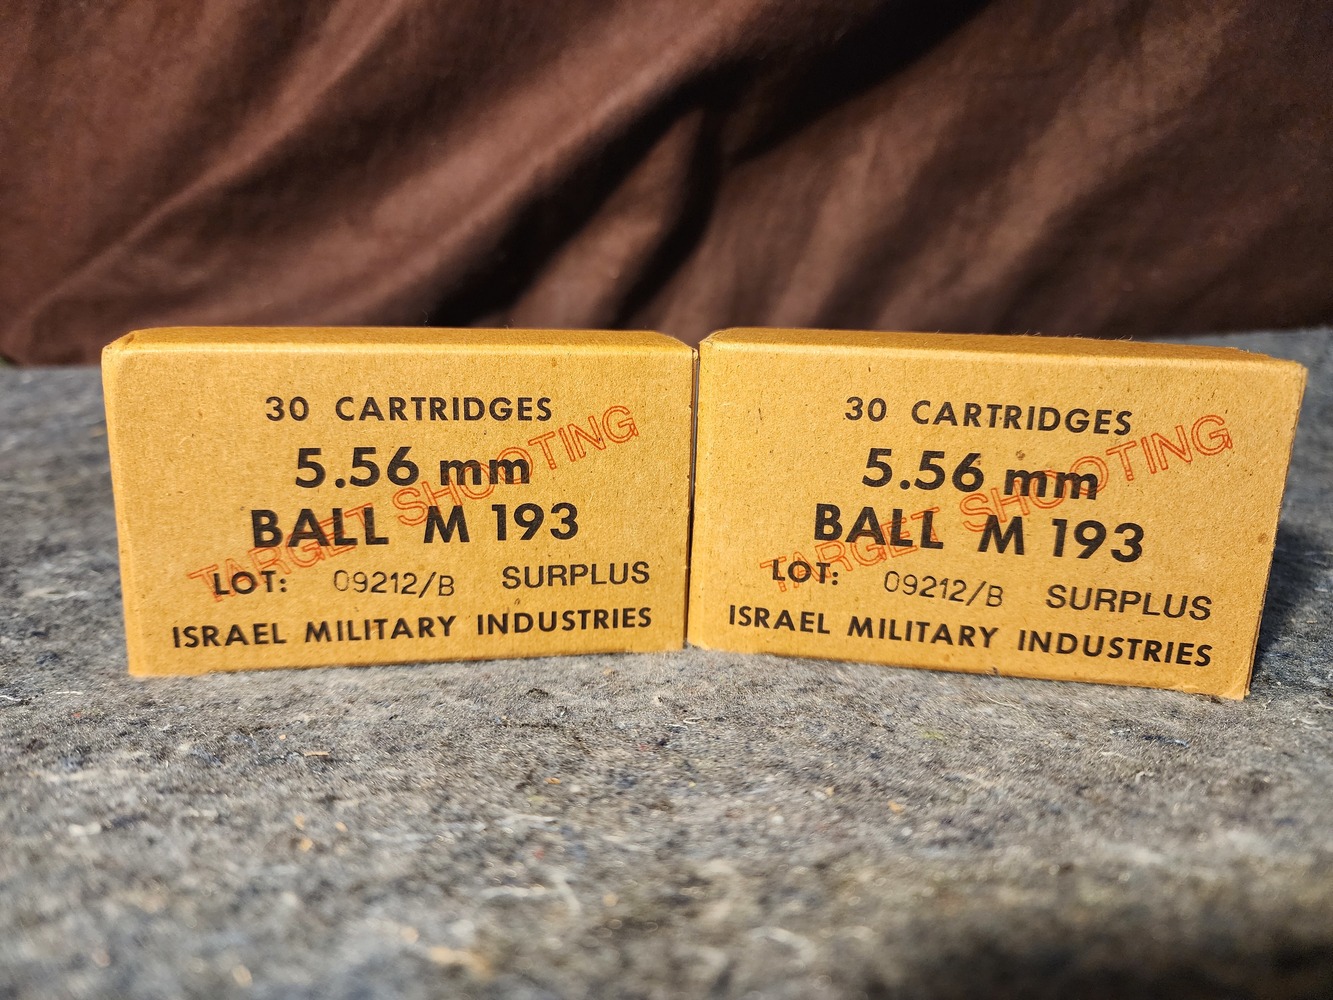 30 CARTRIDGES
5.56 mm
BALL M 193
TARGET SHOOTING
LOT: 09212/B SURPLUS
ISRAEL MILITARY INDUSTRIES
30 CARTRIDGES
5.56 mm
BALL M 193
TARGET SHOOTING
LOT: 09212/B SURPLUS
ISRAEL MILITARY INDUSTRIES